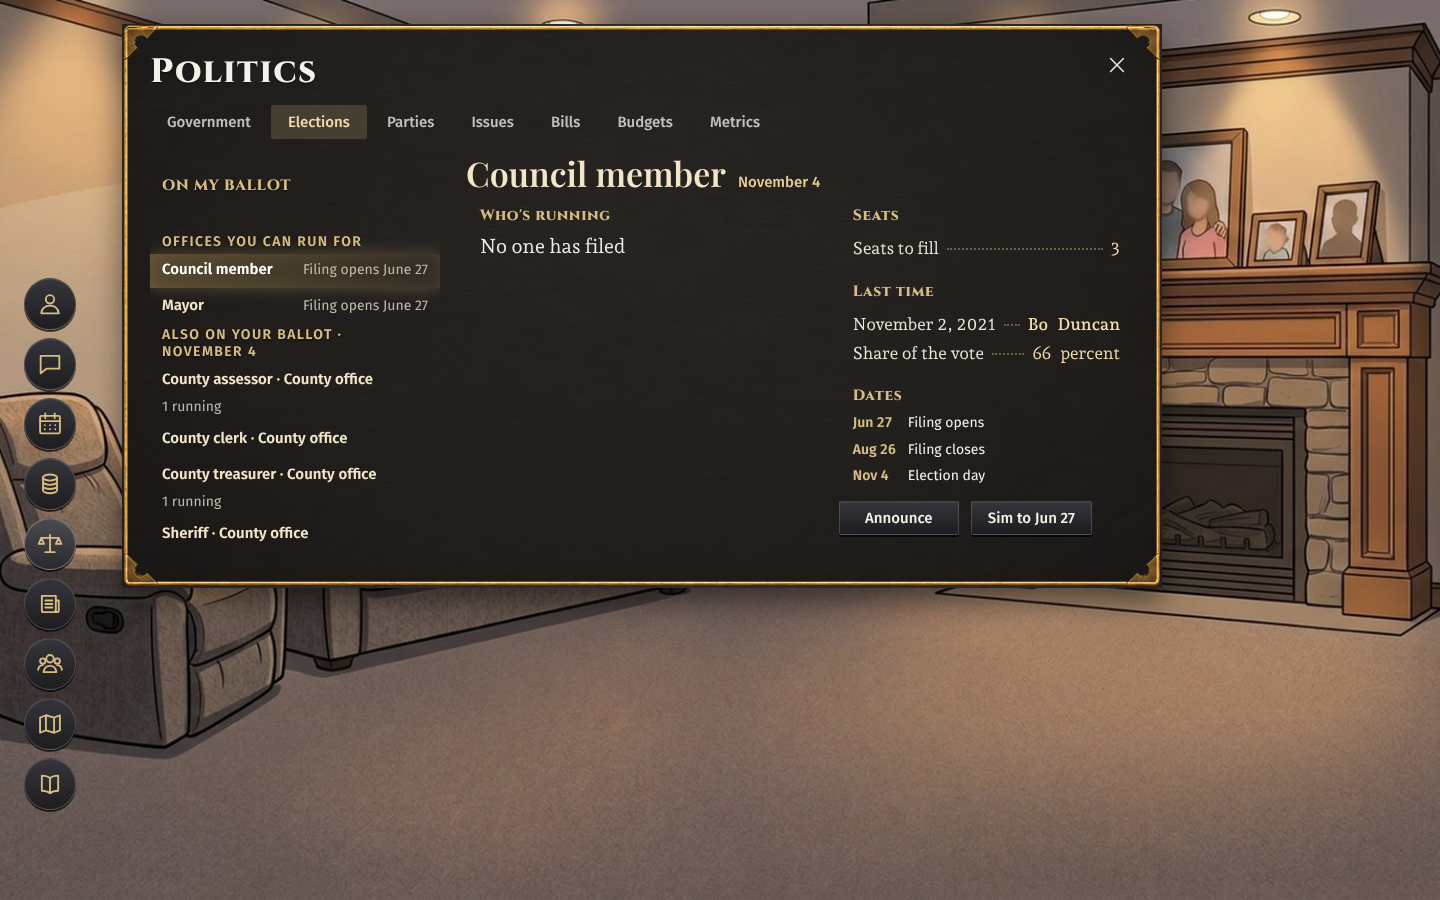 Politics
Government Elections Parties Issues Bills Budgets Metrics
On my ballot
OFFICES YOU CAN RUN FOR
Council member Filing opens June 27
Mayor Filing opens June 27
ALSO ON YOUR BALLOT ·
NOVEMBER 4
County assessor · County office
1 running
County clerk · County office
County treasurer · County office
1 running
Sheriff · County office
Council member November 4
Who's running
No one has filed
Seats
Seats to fill 3
Last time
November 2, 2021 Bo Duncan
Share of the vote 66 percent
Dates
Jun 27 Filing opens
Aug 26 Filing closes
Nov 4 Election day
Announce Sim to Jun 27